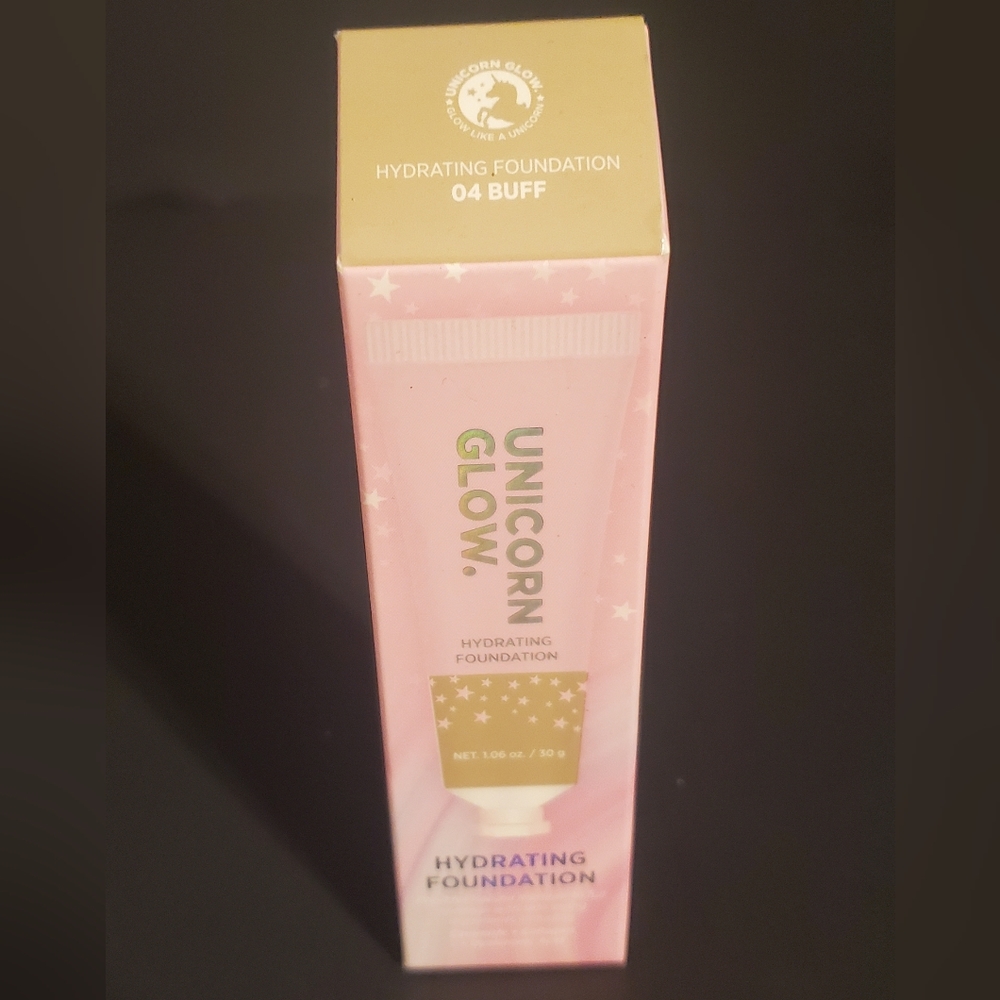 UNICORN GLOW.
GLOW LIKE A UNICORN
HYDRATING FOUNDATION
04 BUFF
UNICORN
GLOW.
HYDRATING
FOUNDATION
NET. 1.06 oz. / 30 g
HYDRATING
FOUNDATION